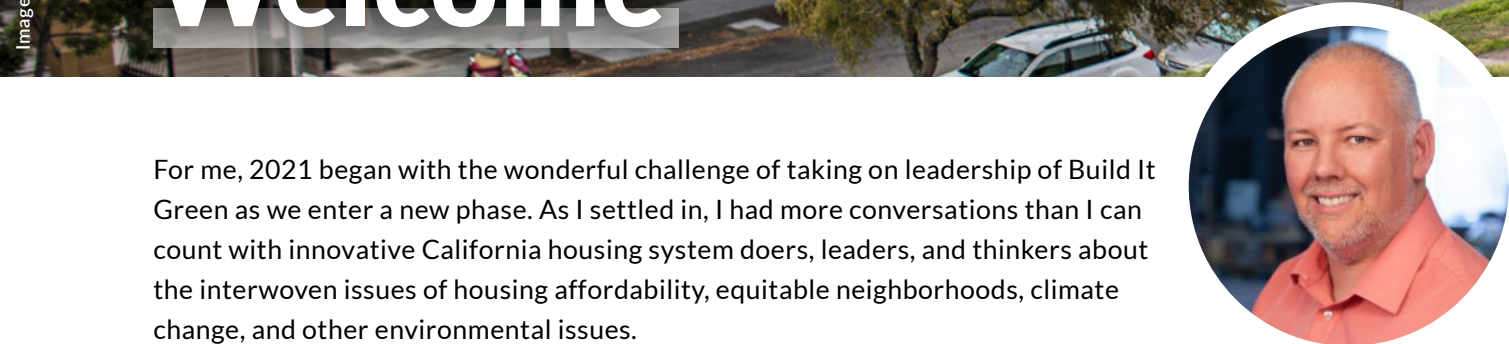 Image
Welcome
For me, 2021 began with the wonderful challenge of taking on leadership of Build It
Green as we enter a new phase. As I settled in, I had more conversations than I can
count with innovative California housing system doers, leaders, and thinkers about
the interwoven issues of housing affordability, equitable neighborhoods, climate
change, and other environmental issues.